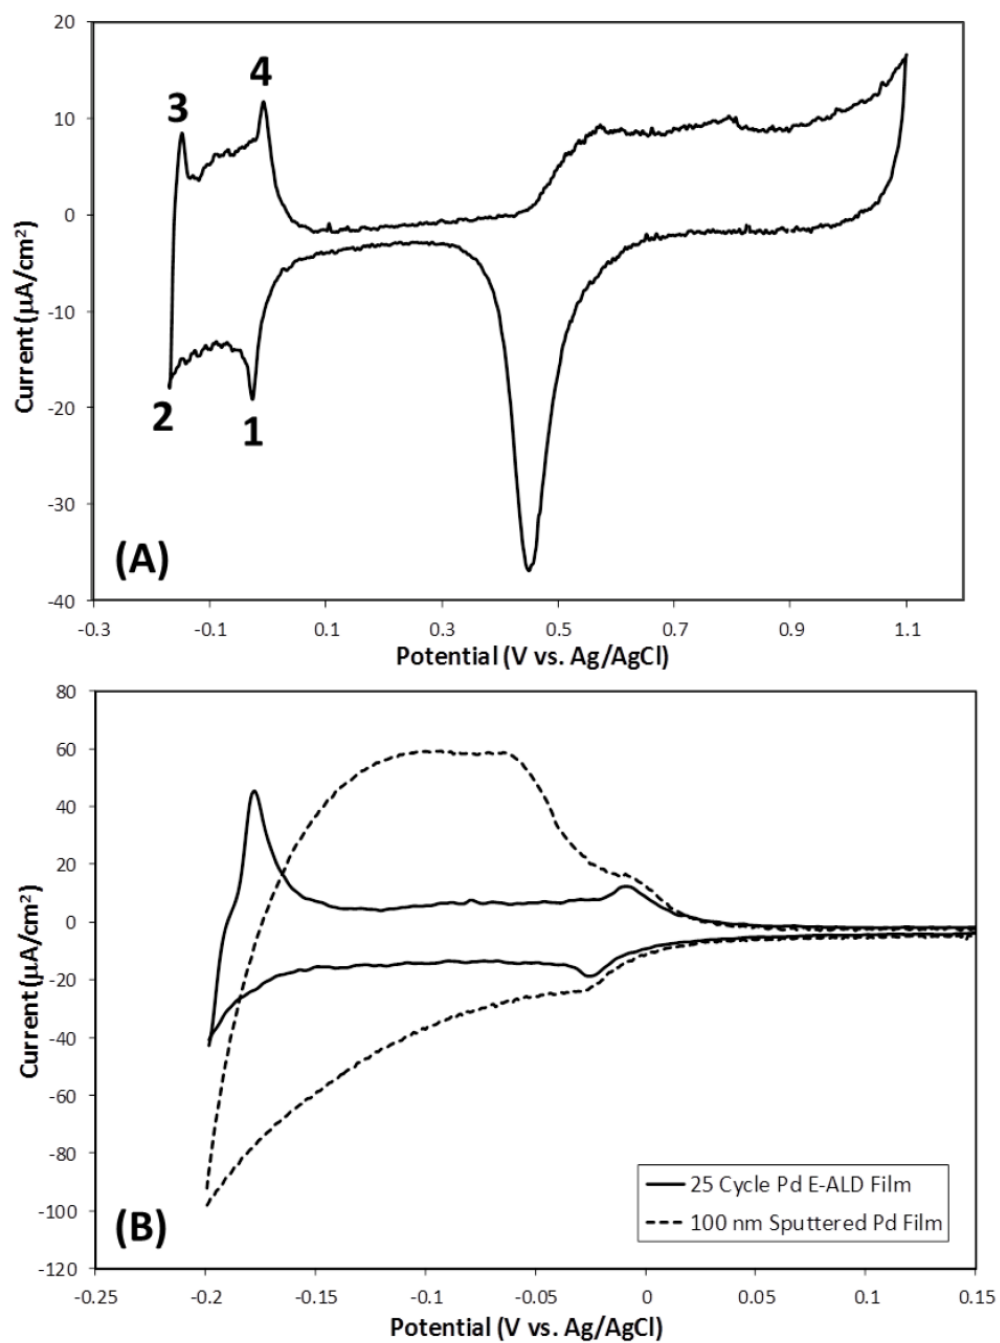 20
10
0
-10
-20
-30
-40
Current (µA/cm²)
3
4
2
1
(A)
-0.3 -0.1 0.1 0.3 0.5 0.7 0.9 1.1
Potential (V vs. Ag/AgCl)
80
60
40
20
0
-20
-40
-60
-80
-100
-120
Current (µA/cm²)
25 Cycle Pd E-ALD Film
100 nm Sputtered Pd Film
(B)
-0.25 -0.2 -0.15 -0.1 -0.05 0 0.05 0.1 0.15
Potential (V vs. Ag/AgCl)